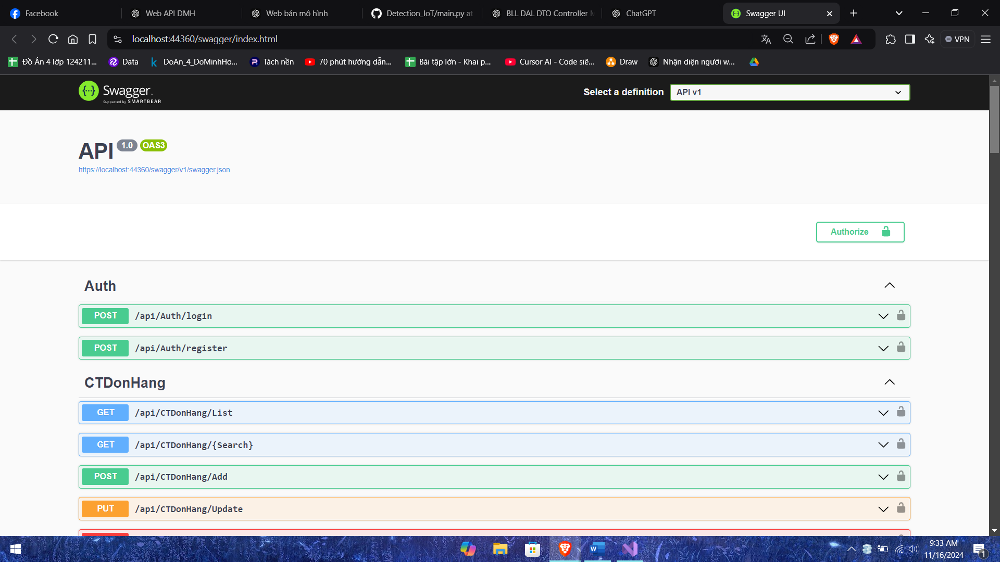 Facebook
Web API DMH
Web bán mô hình
Detection_IoT/main.py at
BLL DAL DTO Controller
ChatGPT
Swagger UI
localhost:44360/swagger/index.html
VPN
Đồ Án 4 lớp 124211...
Data
DoAn_4_DoMinhHo...
Tách nền
70 phút hướng dẫn...
Bài tập lớn - Khai p...
Cursor AI - Code siê...
Draw
Nhận diện người w...
Swagger.
Supported by SMARTBEAR
Select a definition
API v1
API 1.0 OAS3
https://localhost:44360/swagger/v1/swagger.json
Authorize
Auth
POST /api/Auth/login
POST /api/Auth/register
CTDonHang
GET /api/CTDonHang/List
GET /api/CTDonHang/{Search}
POST /api/CTDonHang/Add
PUT /api/CTDonHang/Update
9:33 AM
11/16/2024
1